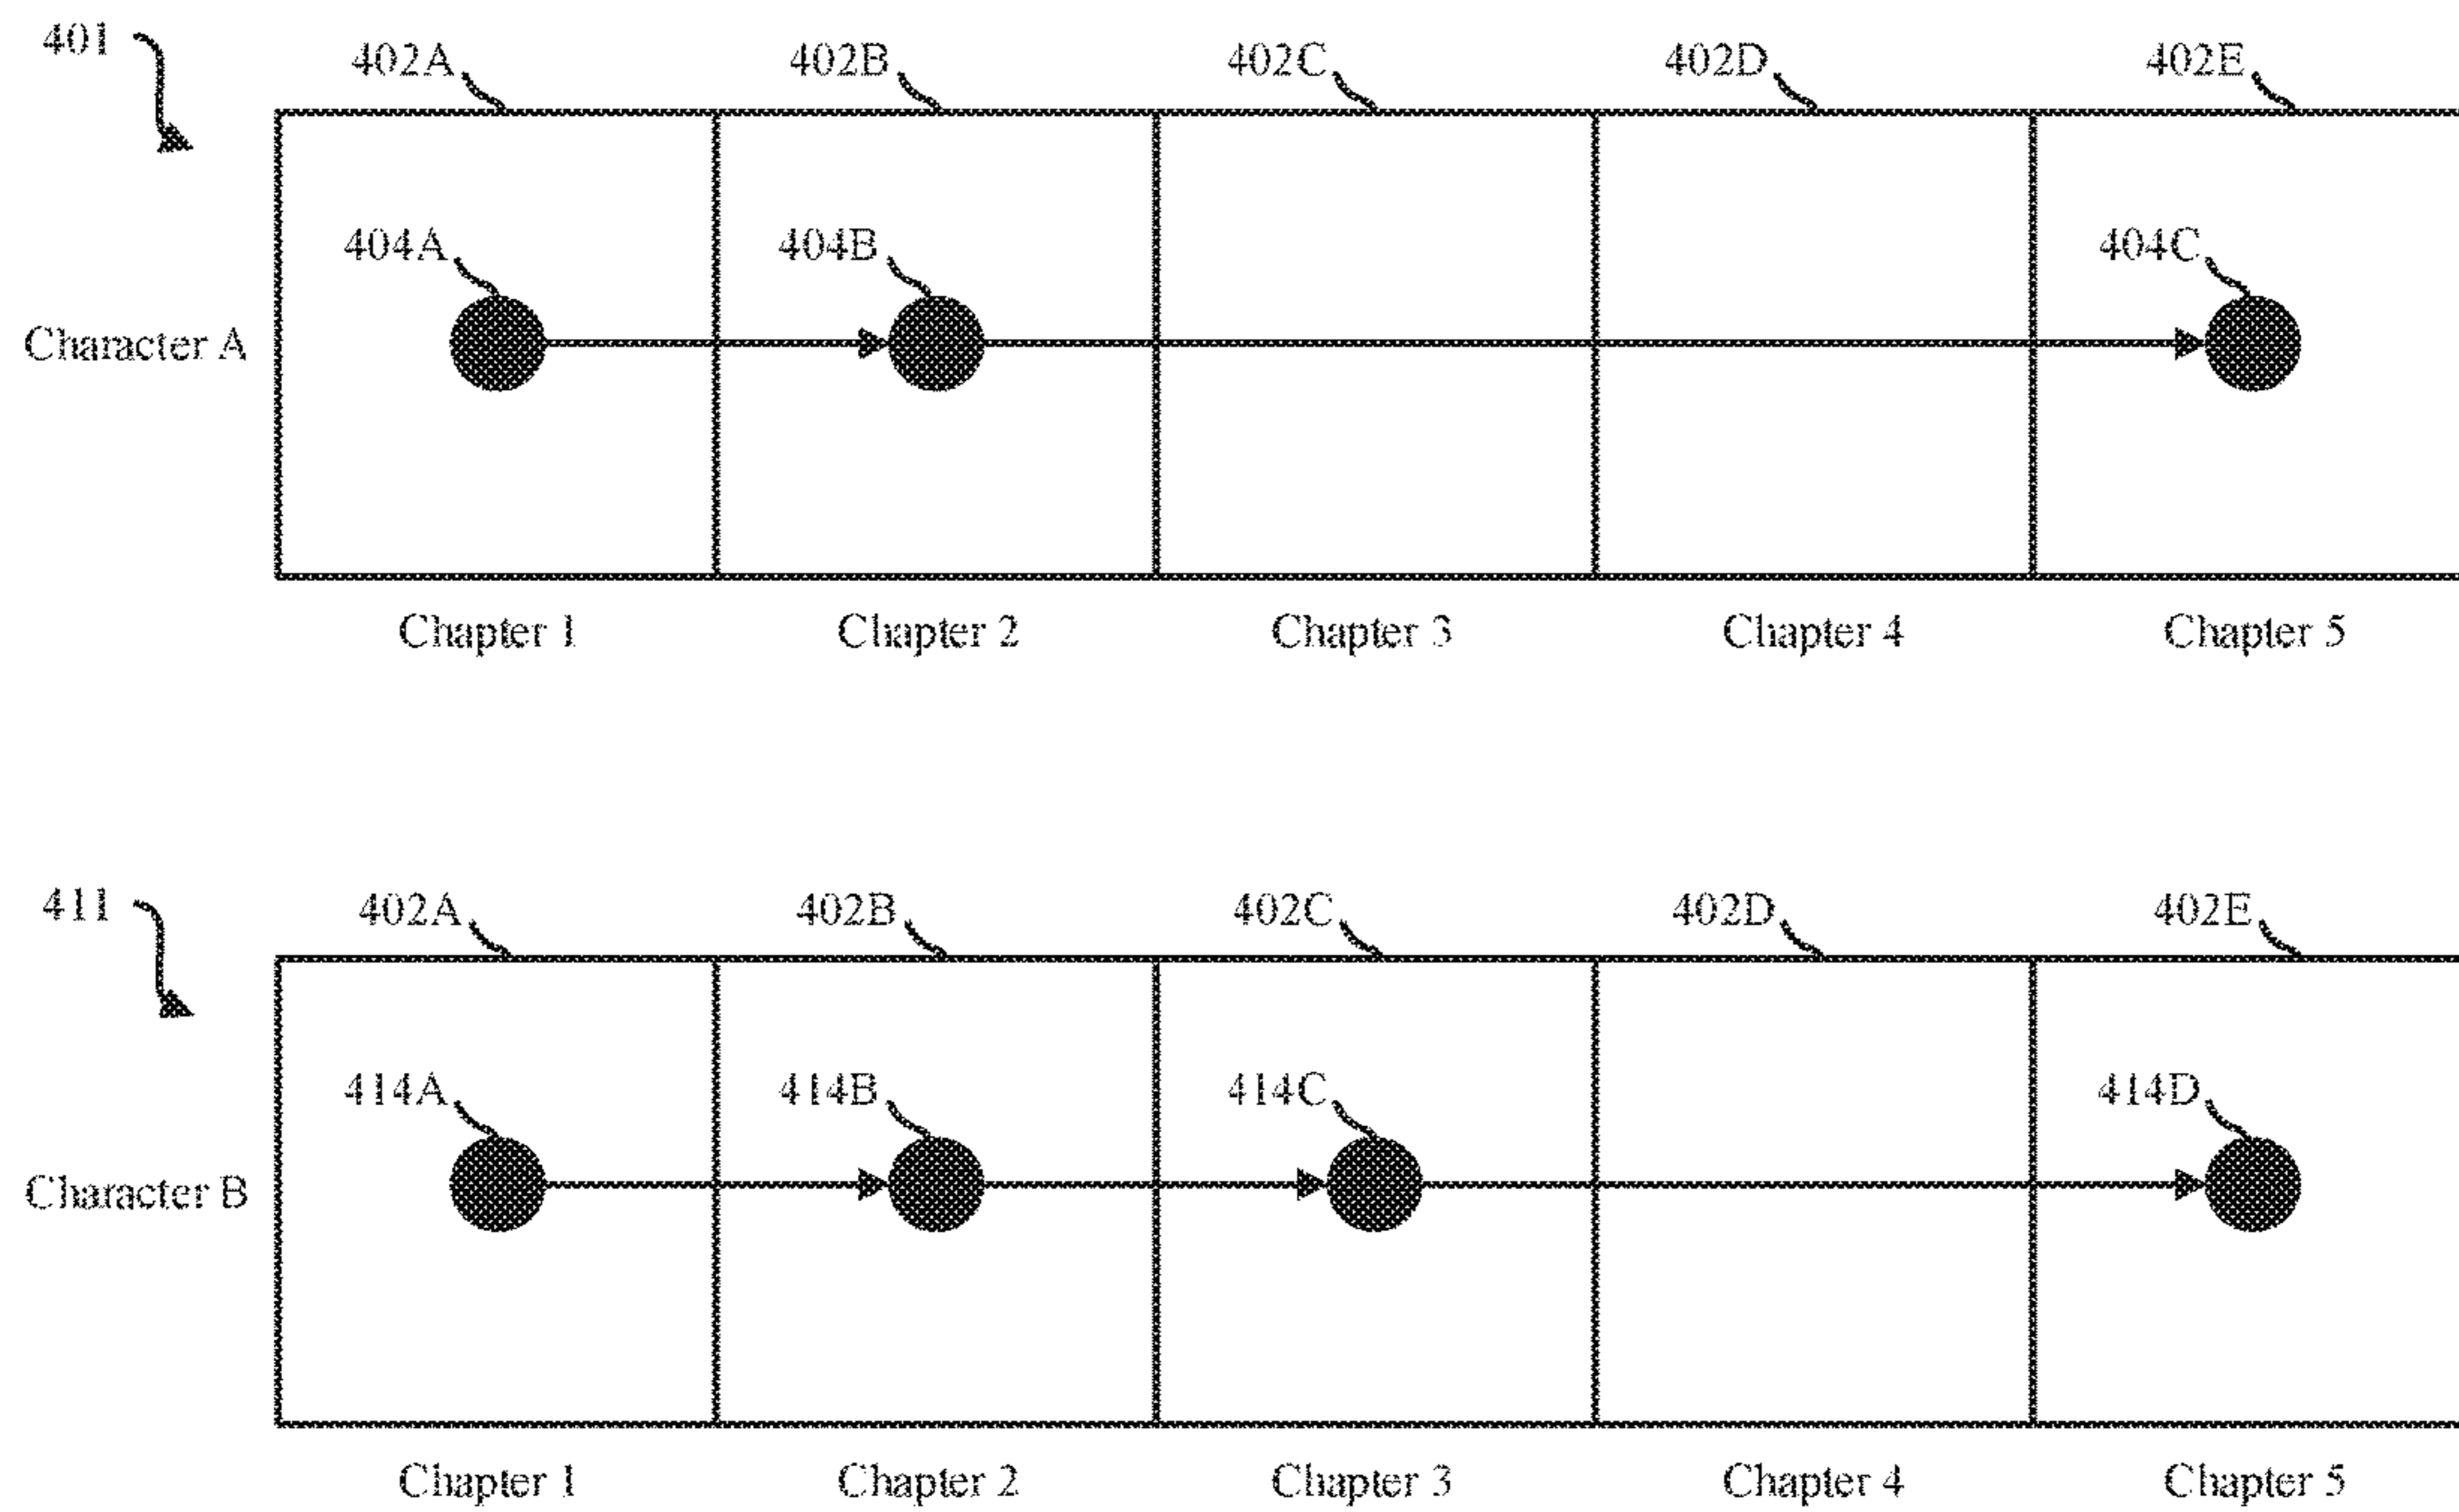 401
402A 402B 402C 402D 402E
404A 404B 404C
Character A
Chapter 1 Chapter 2 Chapter 3 Chapter 4 Chapter 5
411
402A 402B 402C 402D 402E
414A 414B 414C 414D
Character B
Chapter 1 Chapter 2 Chapter 3 Chapter 4 Chapter 5